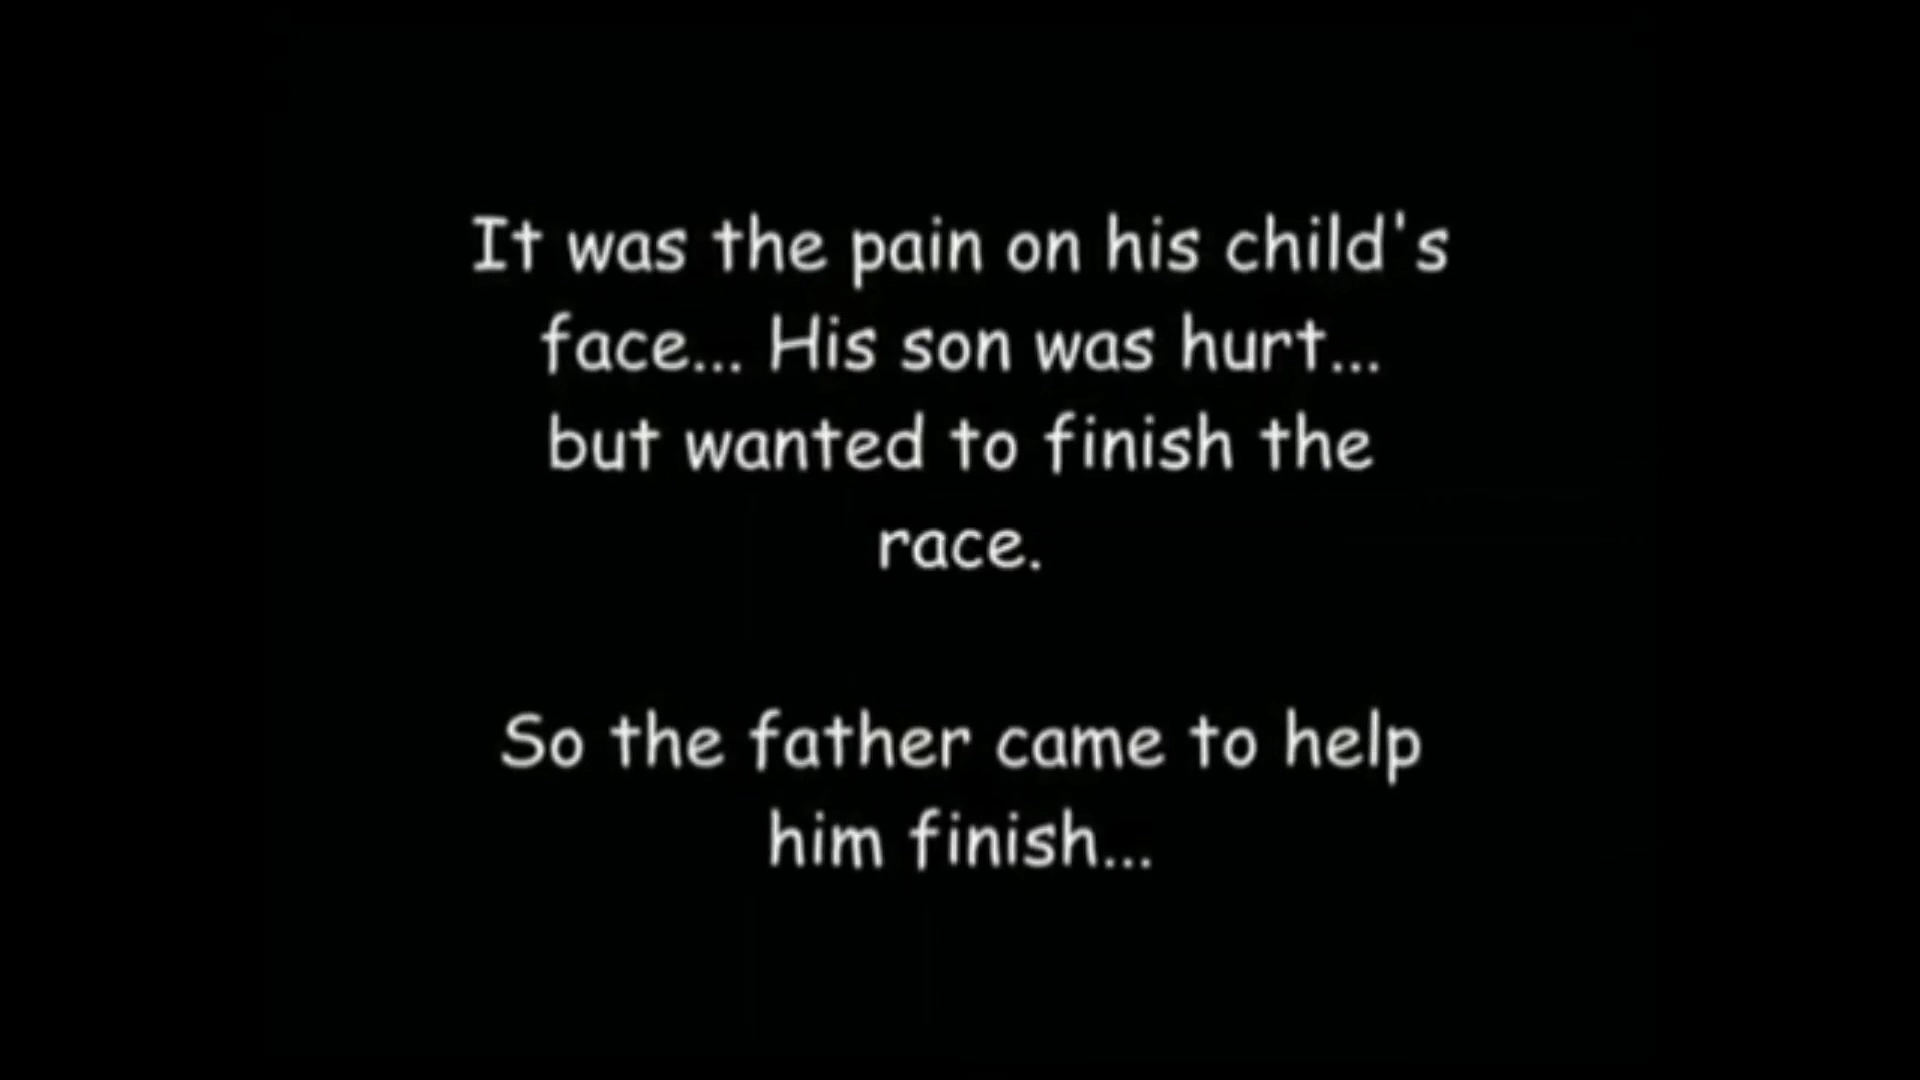 It was the pain on his child's
face... His son was hurt...
but wanted to finish the
race.
So the father came to help
him finish...